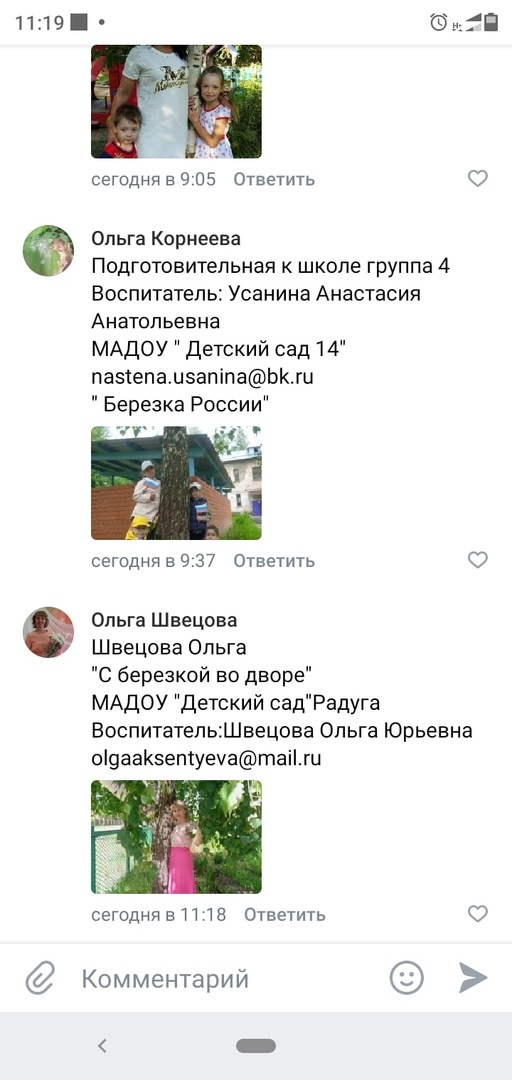 11:19
сегодня в 9:05 Ответить
Ольга Корнеева
Подготовительная к школе группа 4
Воспитатель: Усанина Анастасия
Анатольевна
МАДОУ " Детский сад 14"
nastena.usanina@bk.ru
" Березка России"
сегодня в 9:37 Ответить
Ольга Швецова
Швецова Ольга
"С березкой во дворе"
МАДОУ "Детский сад"Радуга
Воспитатель:Швецова Ольга Юрьевна
olgaaksentyeva@mail.ru
сегодня в 11:18 Ответить
Комментарий